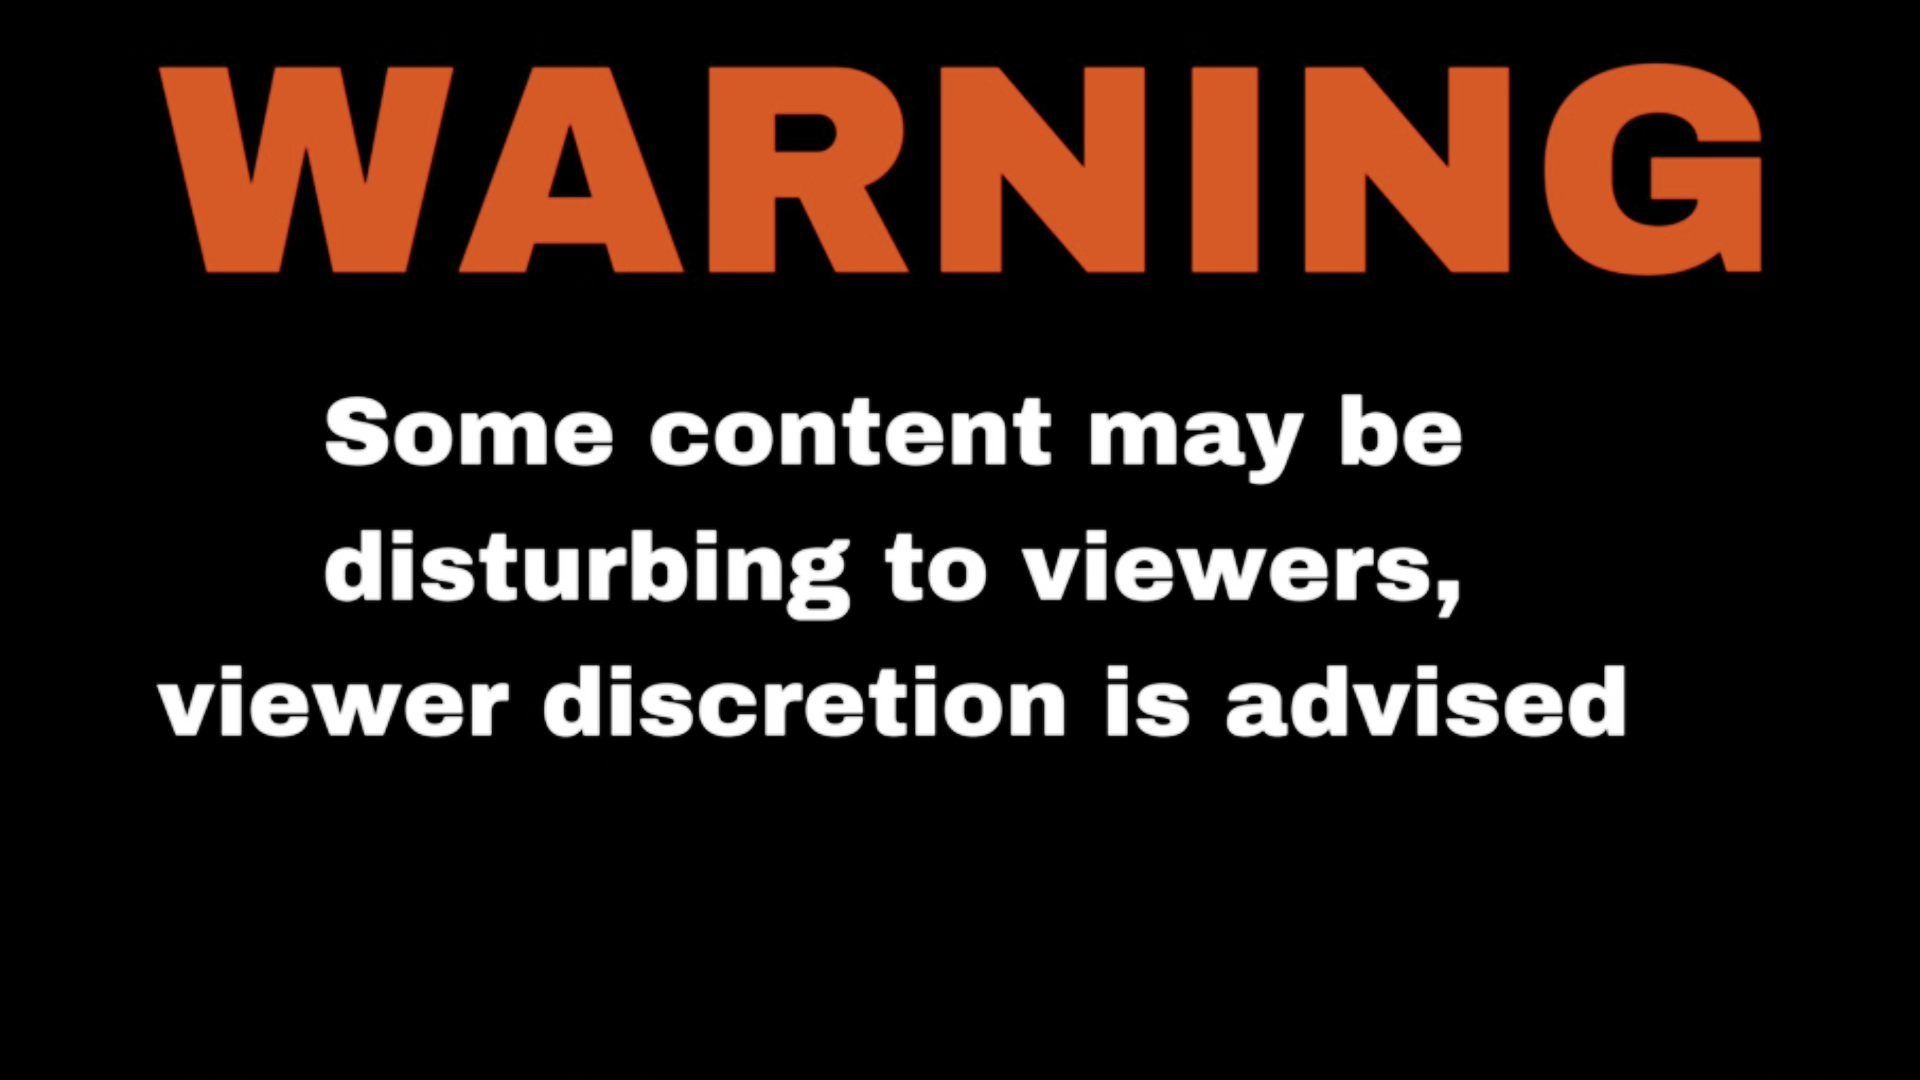 WARNING
Some content may be
disturbing to viewers,
viewer discretion is advised